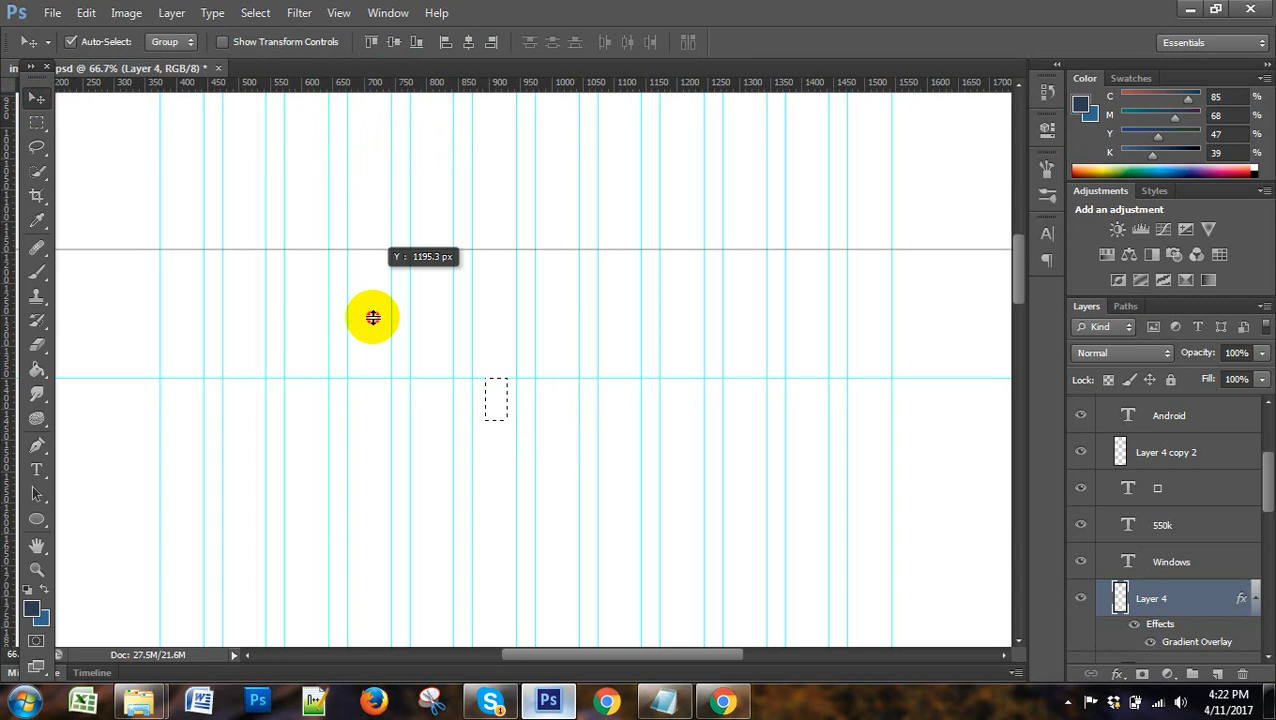 Ps File Edit Image Layer Type Select Filter View Window Help
Auto-Select: Group Show Transform Controls Essentials
.psd @ 66.7% (Layer 4, RGB/8) * ×
200 250 300 350 400 450 500 550 600 650 700 750 800 850 900 950 1000 1050 1100 1150 1200 1250 1300 1350 1400 1450 1500 1550 1600 1650 1700
Color Swatches
C 85 %
M 68 %
Y 47 %
K 39 %
Adjustments Styles
Add an adjustment
Y : 1195.3 px
Layers Paths
Kind
Normal Opacity: 100%
Lock: Fill: 100%
T Android
Layer 4 copy 2
T □
T 550k
T Windows
Layer 4 fx
Effects
Gradient Overlay
Doc: 27.5M/21.6M
Timeline
4:22 PM
4/11/2017